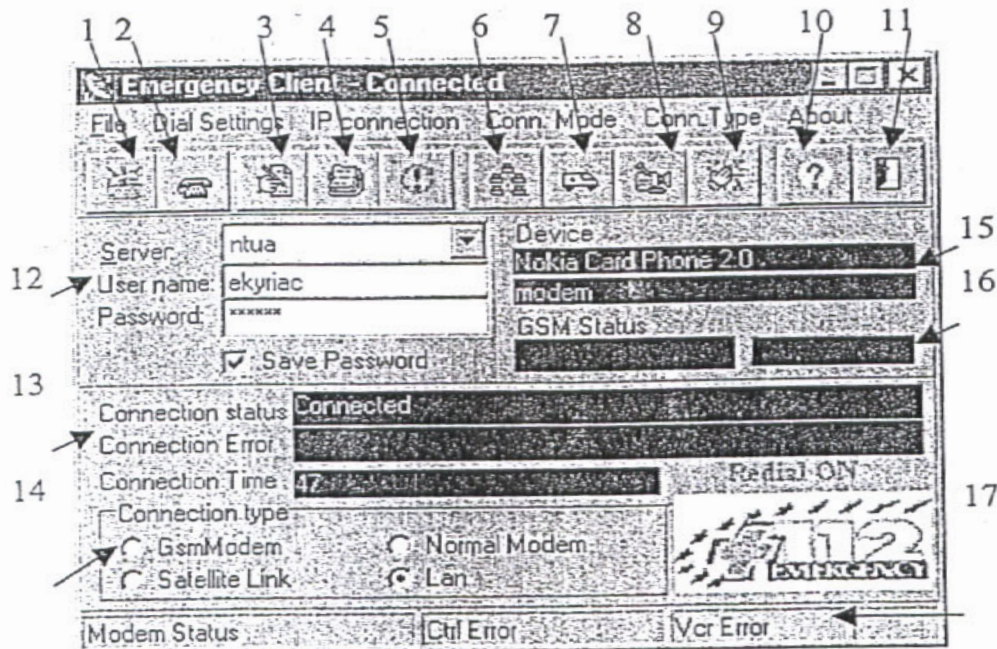 1 2 3 4 5 6 7 8 9 10 11
Emergency Client - Connected
File Dial Settings IP connection Conn. Mode Conn.Type About
?
Server: ntua Device
15
Nokia Card Phone 2.0
12
User name: ekyriac modem
16
Password: ****** GSM Status
Save Password
13
Connection status Connected
Connection Error
Connection Time 47 Redial ON
14
17
Connection type
GsmModem Normal Modem
Satellite Link Lan
112
EMERGENCY
Modem Status Ctrl Error Vcr Error